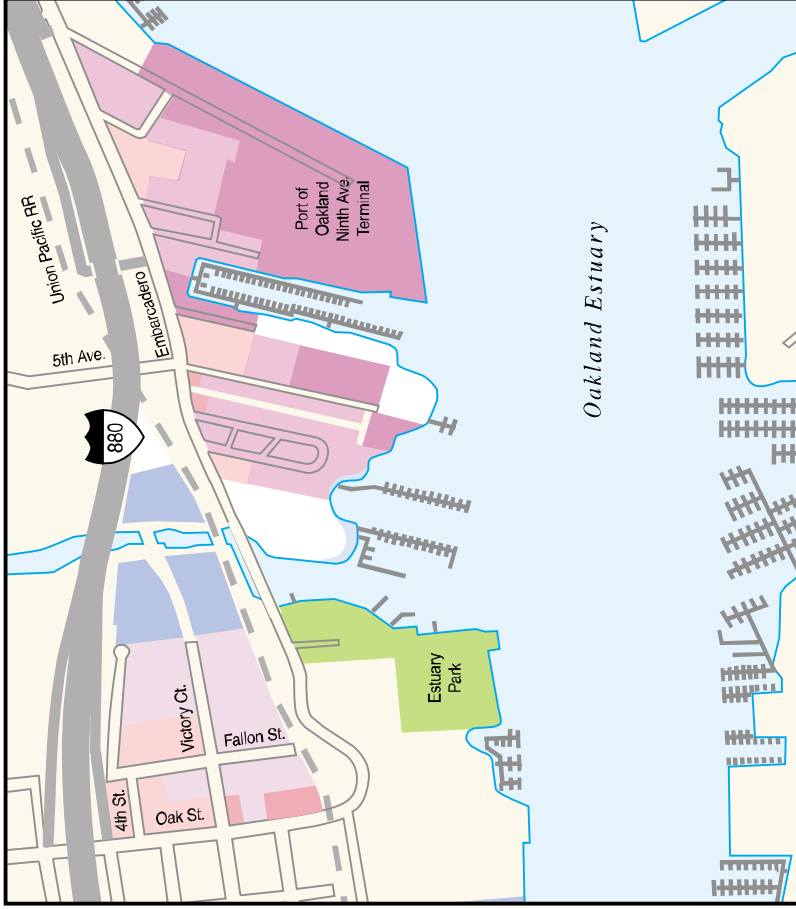 Union Pacific RR
Embarcadero
5th Ave.
880
Port of
Oakland
Ninth Ave.
Terminal
Oakland Estuary
Estuary
Park
Victory Ct.
Fallon St.
4th St.
Oak St.